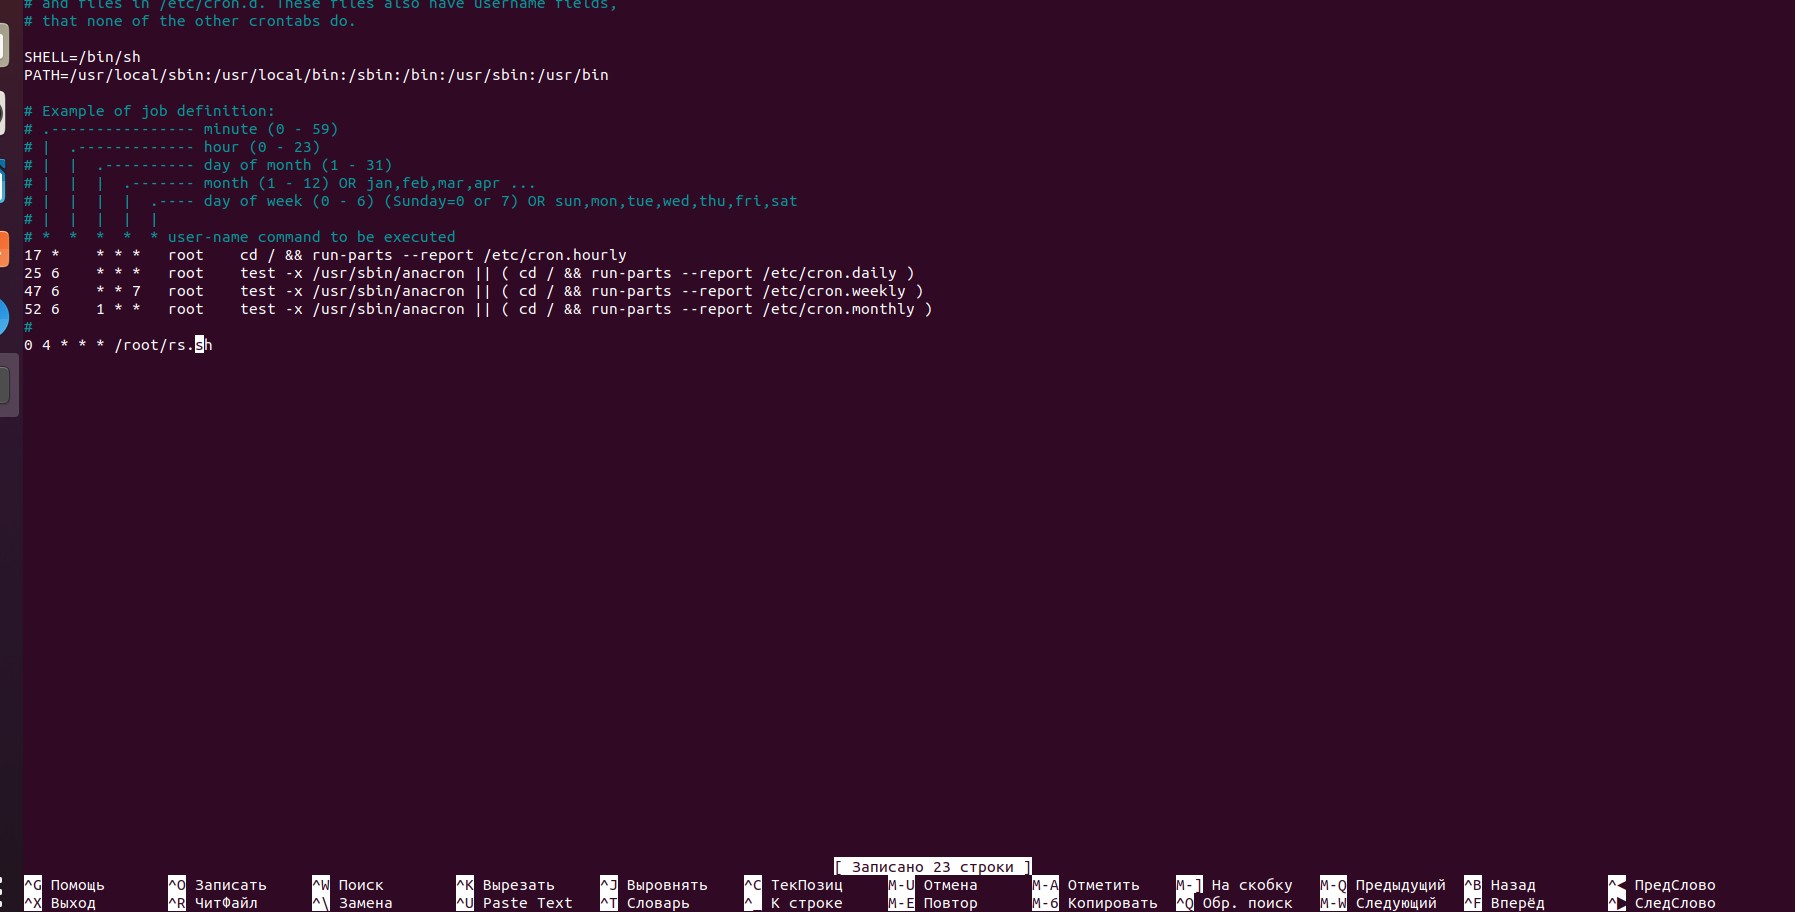 # and files in /etc/cron.d. These files also have username fields,
# that none of the other crontabs do.
SHELL=/bin/sh
PATH=/usr/local/sbin:/usr/local/bin:/sbin:/bin:/usr/sbin:/usr/bin
# Example of job definition:
# .---------------- minute (0 - 59)
# |  .------------- hour (0 - 23)
# |  |  .---------- day of month (1 - 31)
# |  |  |  .------- month (1 - 12) OR jan,feb,mar,apr ...
# |  |  |  |  .---- day of week (0 - 6) (Sunday=0 or 7) OR sun,mon,tue,wed,thu,fri,sat
# |  |  |  |  |
# *  *  *  *  * user-name command to be executed
17 *    * * *   root    cd / && run-parts --report /etc/cron.hourly
25 6    * * *   root    test -x /usr/sbin/anacron || ( cd / && run-parts --report /etc/cron.daily )
47 6    * * 7   root    test -x /usr/sbin/anacron || ( cd / && run-parts --report /etc/cron.weekly )
52 6    1 * *   root    test -x /usr/sbin/anacron || ( cd / && run-parts --report /etc/cron.monthly )
#
0 4 * * * /root/rs.sh
[ Записано 23 строки ]
^G Помощь ^O Записать ^W Поиск ^K Вырезать ^J Выровнять ^C ТекПозиц M-U Отмена M-A Отметить M-] На скобку M-Q Предыдущий ^B Назад ^◀ ПредСлово
^X Выход ^R ЧитФайл ^\ Замена ^U Paste Text ^T Словарь ^_ К строке M-E Повтор M-6 Копировать ^Q Обр. поиск M-W Следующий ^F Вперёд ^▶ СледСлово